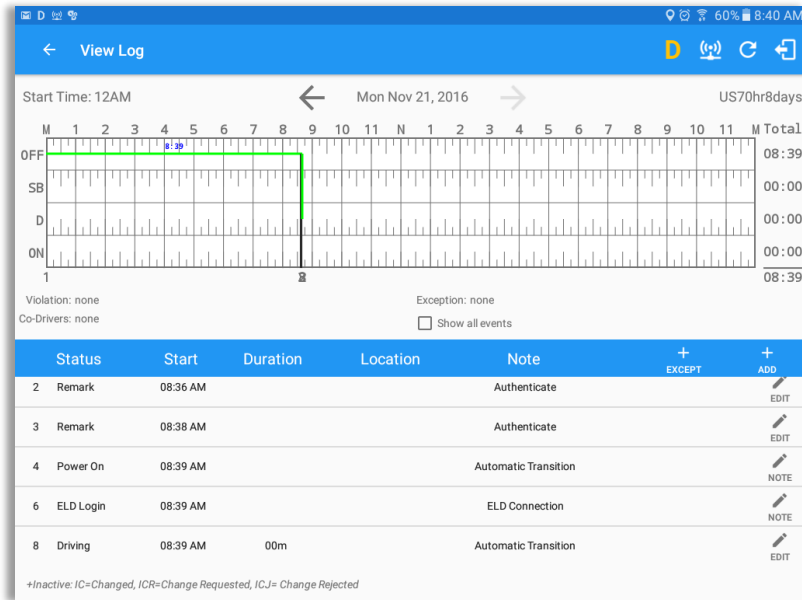 60% 8:40 AM
View Log
D
Start Time: 12AM
Mon Nov 21, 2016
US70hr8days
M 1 2 3 4 5 6 7 8 9 10 11 N 1 2 3 4 5 6 7 8 9 10 11 M Total
8:39
OFF 08:39
SB 00:00
D 00:00
ON 00:00
1 08:39
Violation: none
Exception: none
Co-Drivers: none
Show all events
Status Start Duration Location Note + EXCEPT + ADD
2 Remark 08:36 AM Authenticate EDIT
3 Remark 08:38 AM Authenticate EDIT
4 Power On 08:39 AM Automatic Transition NOTE
6 ELD Login 08:39 AM ELD Connection NOTE
8 Driving 08:39 AM 00m Automatic Transition EDIT
+Inactive: IC=Changed, ICR=Change Requested, ICJ= Change Rejected